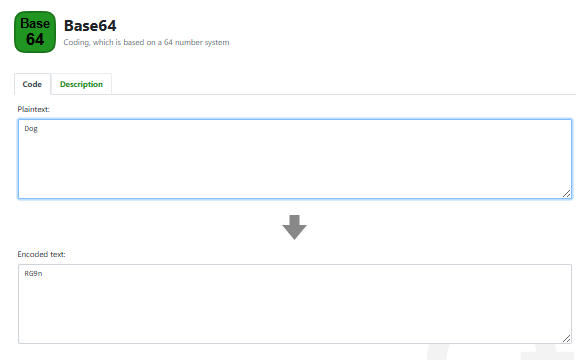 Base
64
Base64
Coding, which is based on a 64 number system
Code
Description
Plaintext:
Dog
Encoded text:
RG9n